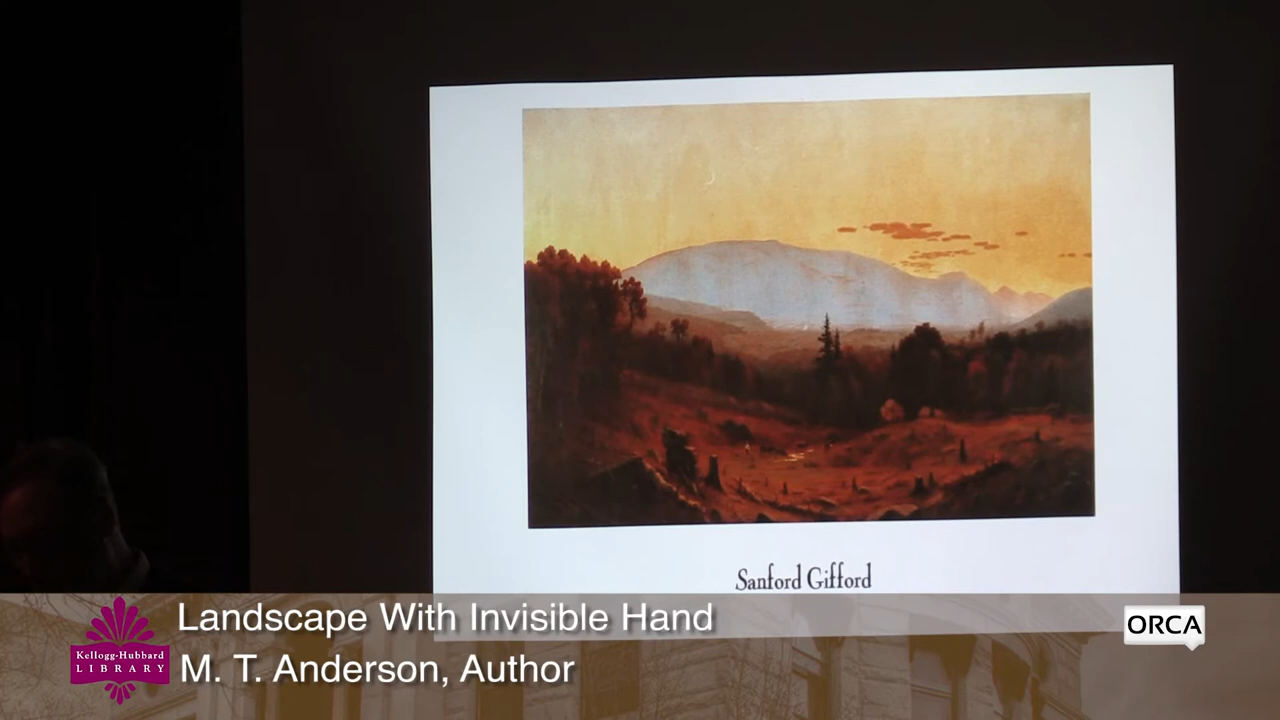 Sanford Gifford
Landscape With Invisible Hand
M. T. Anderson, Author
Kellogg-Hubbard
LIBRARY
ORCA